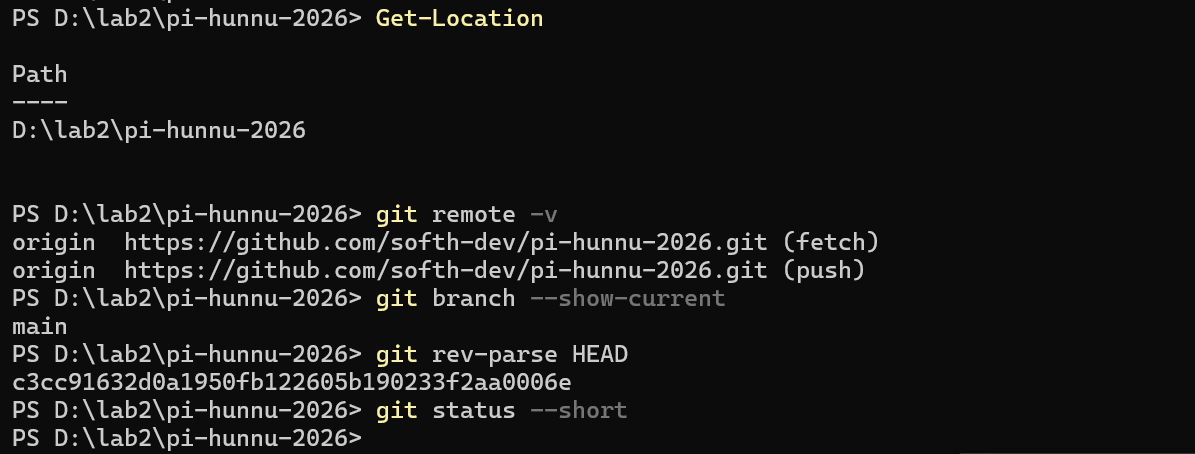 PS D:\lab2\pi-hunnu-2026> Get-Location
Path
----
D:\lab2\pi-hunnu-2026
PS D:\lab2\pi-hunnu-2026> git remote -v
origin  https://github.com/softh-dev/pi-hunnu-2026.git (fetch)
origin  https://github.com/softh-dev/pi-hunnu-2026.git (push)
PS D:\lab2\pi-hunnu-2026> git branch --show-current
main
PS D:\lab2\pi-hunnu-2026> git rev-parse HEAD
c3cc91632d0a1950fb122605b190233f2aa0006e
PS D:\lab2\pi-hunnu-2026> git status --short
PS D:\lab2\pi-hunnu-2026>